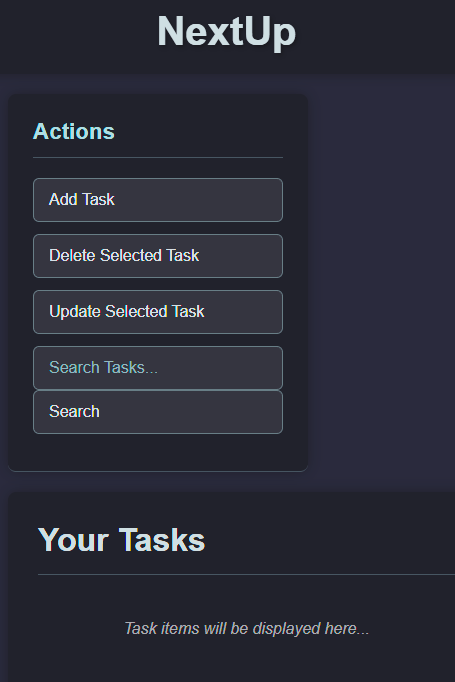 NextUp
Actions
Add Task
Delete Selected Task
Update Selected Task
Search Tasks...
Search
Your Tasks
Task items will be displayed here...